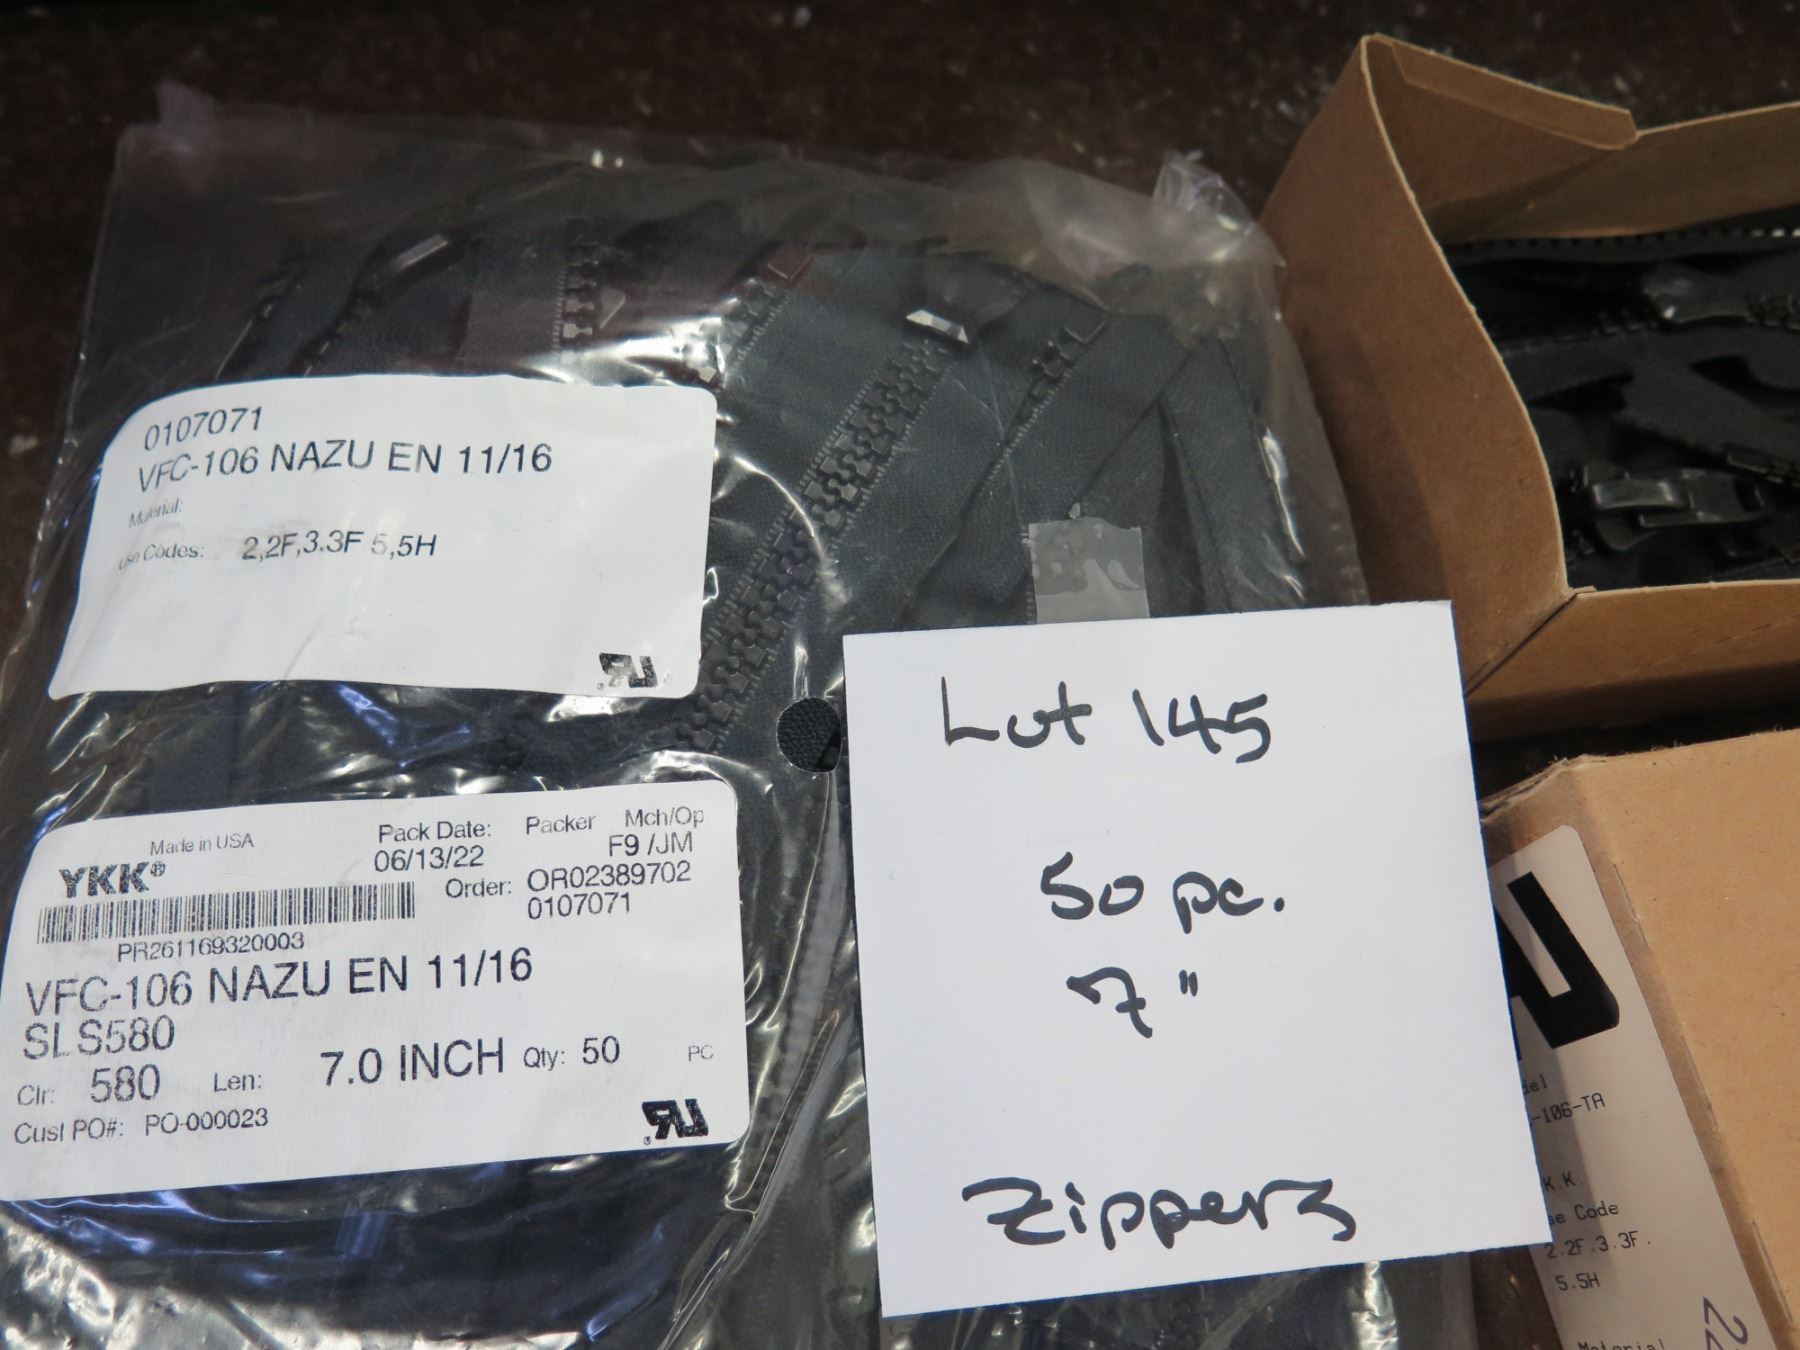 0107071
VFC-106 NAZU EN 11/16
Material:
Use Codes: 2,2F,3.3F 5,5H
Made in USA
YKK®
Pack Date: Packer Mch/Op
06/13/22 F9 /JM
Order: OR02389702
0107071
PR261169320003
VFC-106 NAZU EN 11/16
SLS580
Clr: 580 Len: 7.0 INCH Qty: 50 PC
Cust PO#: PO-000023
Lot 145
50 pc.
7"
Zippers
-106-TA
K.K.
Code
2.2F.3.3F.
5.5H
Material